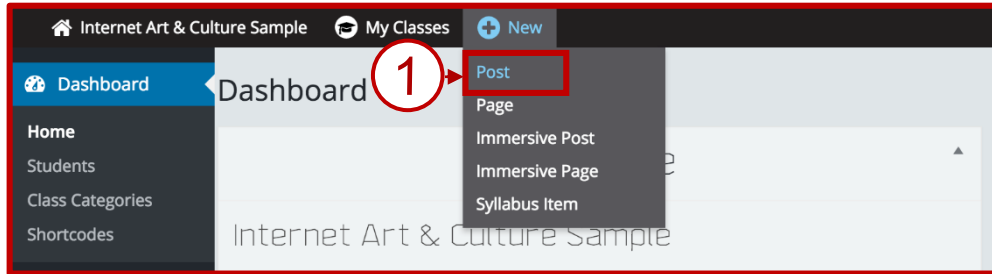 Internet Art & Culture Sample My Classes New
Dashboard
Dashboard
1
Post
Page
Immersive Post
Immersive Page
Syllabus Item
Home
Students
Class Categories
Shortcodes
Internet Art & Culture Sample